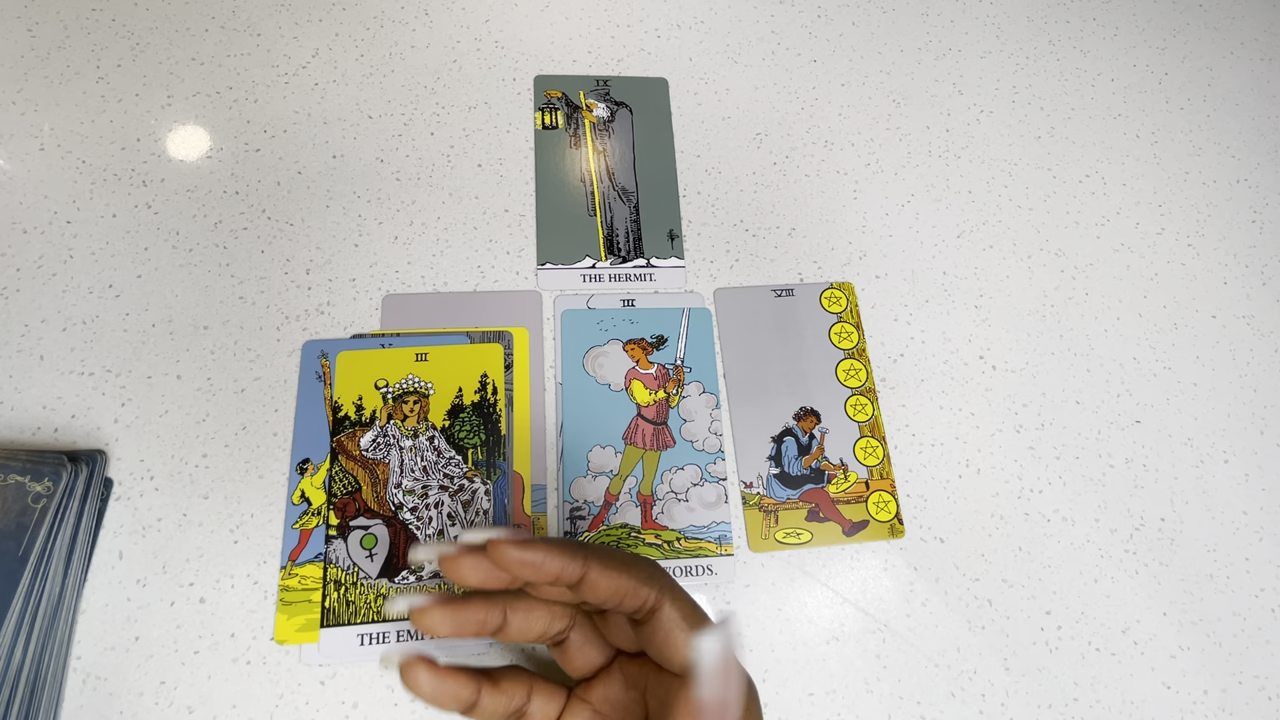 IX
THE HERMIT.
III
VIII
III
THE EMP
WORDS.